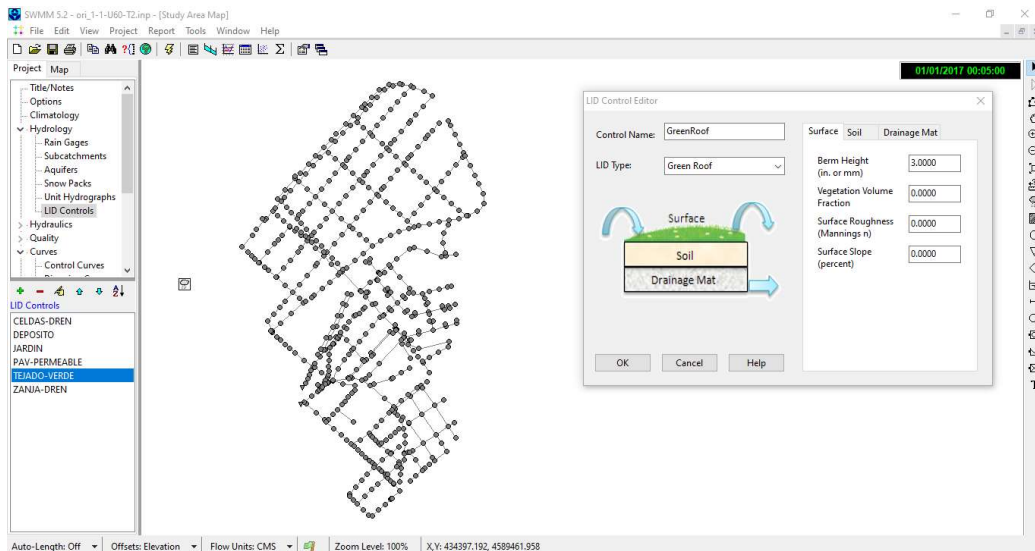 SWMM 5.2 - ori_1-1-U60-T2.inp - [Study Area Map]
File Edit View Project Report Tools Window Help
01/01/2017 00:05:00
Project Map
Title/Notes
Options
Climatology
Hydrology
Rain Gages
Subcatchments
Aquifers
Snow Packs
Unit Hydrographs
LID Controls
Hydraulics
Quality
Curves
Control Curves
LID Controls
CELDAS-DREN
DEPOSITO
JARDIN
PAV-PERMEABLE
TEJADO-VERDE
ZANJA-DREN
LID Control Editor
Control Name: GreenRoof
LID Type: Green Roof
Surface
Soil
Drainage Mat
OK Cancel Help
Surface Soil Drainage Mat
Berm Height
(in. or mm) 3.0000
Vegetation Volume
Fraction 0.0000
Surface Roughness
(Mannings n) 0.0000
Surface Slope
(percent) 0.0000
Auto-Length: Off Offsets: Elevation Flow Units: CMS Zoom Level: 100% X,Y: 434397.192, 4589461.958